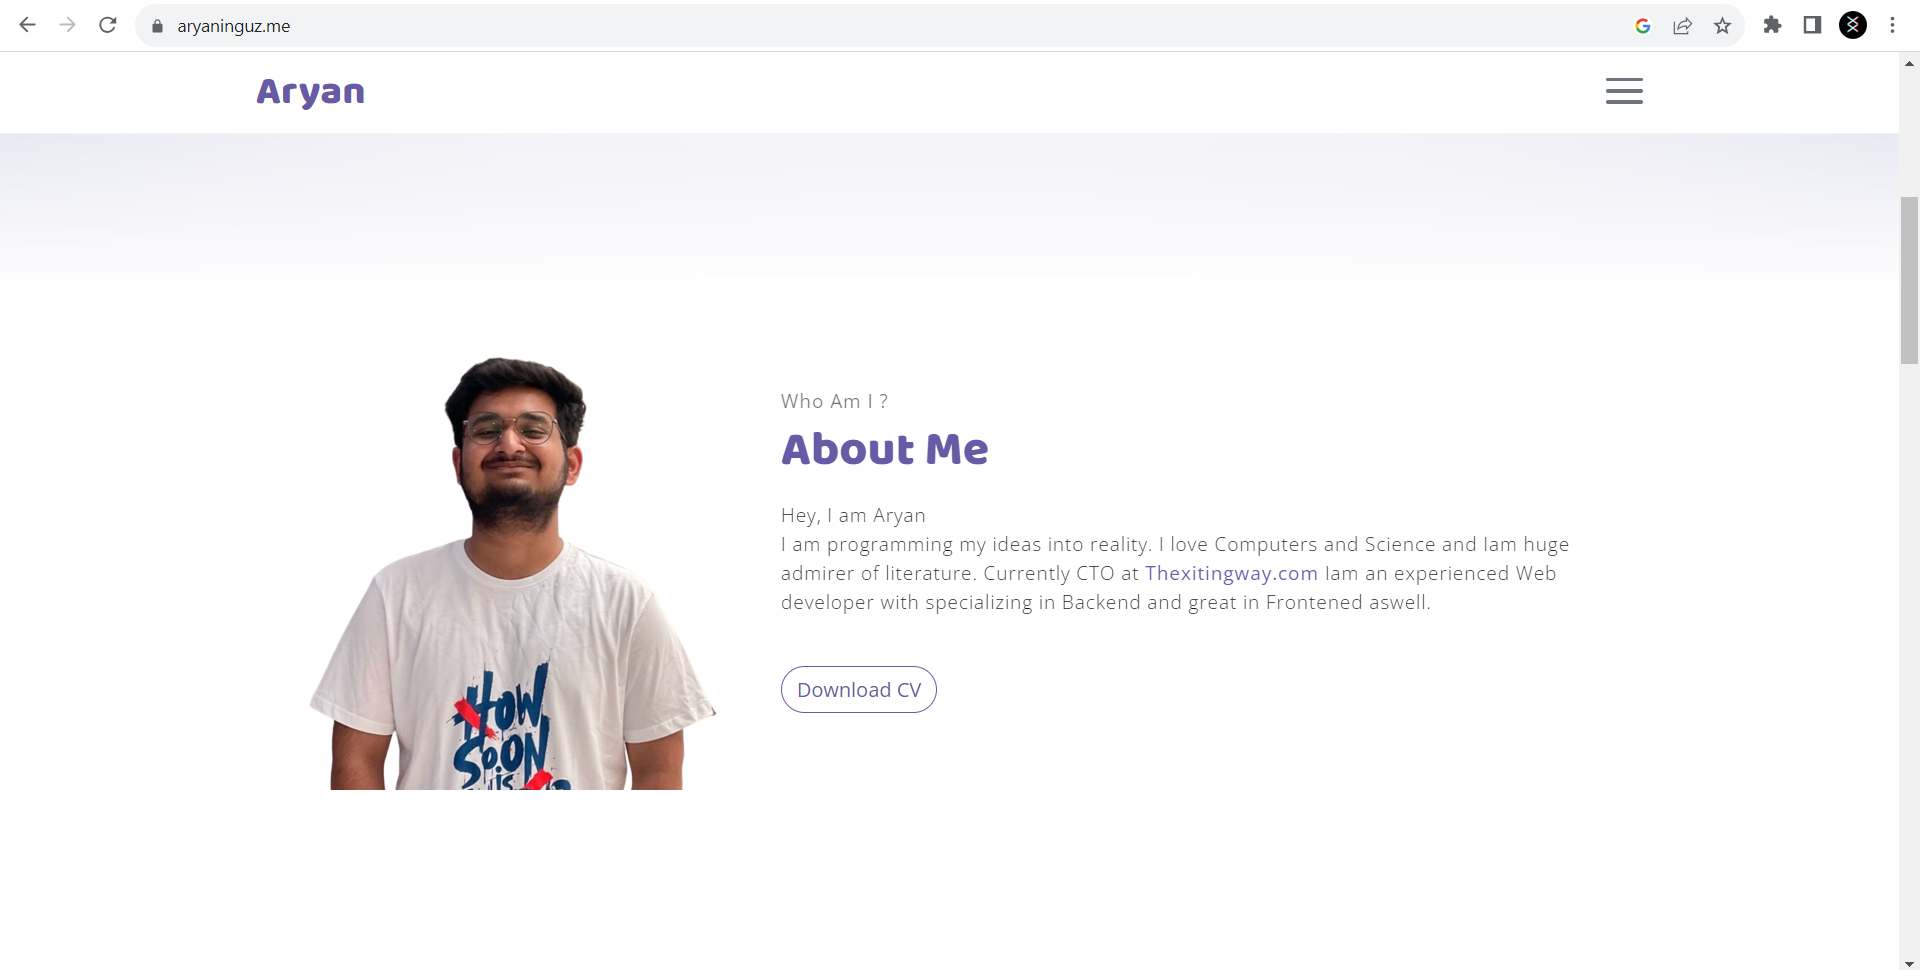 aryaninguz.me
Aryan
Who Am I ?
About Me
Hey, I am Aryan
I am programming my ideas into reality. I love Computers and Science and Iam huge
admirer of literature. Currently CTO at Thexitingway.com Iam an experienced Web
developer with specializing in Backend and great in Frontened aswell.
Download CV
HOW
SOON
IS